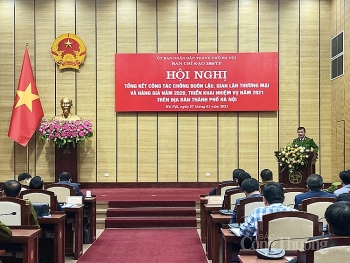 ỦY BAN NHÂN DÂN THÀNH PHỐ HÀ NỘI
BAN CHỈ ĐẠO 389/TP
HỘI NGHỊ
TỔNG KẾT CÔNG TÁC CHỐNG BUÔN LẬU, GIAN LẬN THƯƠNG MẠI
VÀ HÀNG GIẢ NĂM 2020, TRIỂN KHAI NHIỆM VỤ NĂM 2021
TRÊN ĐỊA BÀN THÀNH PHỐ HÀ NỘI
Hà Nội, ngày 27 tháng 01 năm 2021
Công Thương